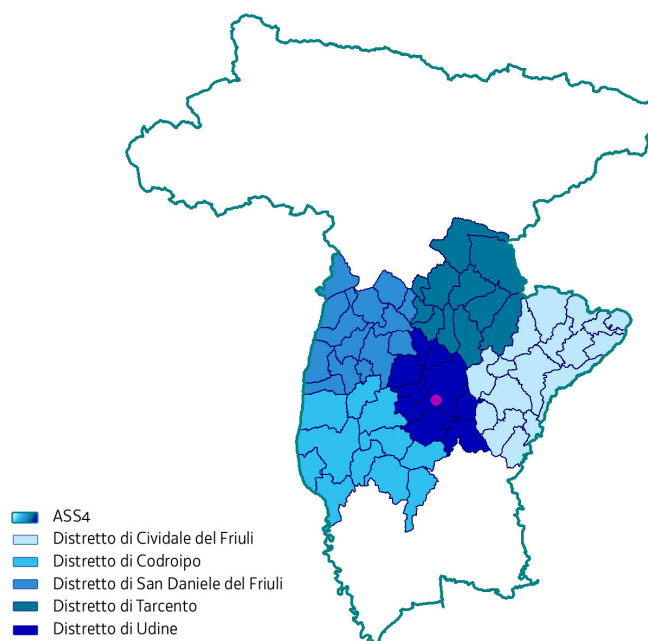 ASS4
Distretto di Cividale del Friuli
Distretto di Codroipo
Distretto di San Daniele del Friuli
Distretto di Tarcento
Distretto di Udine